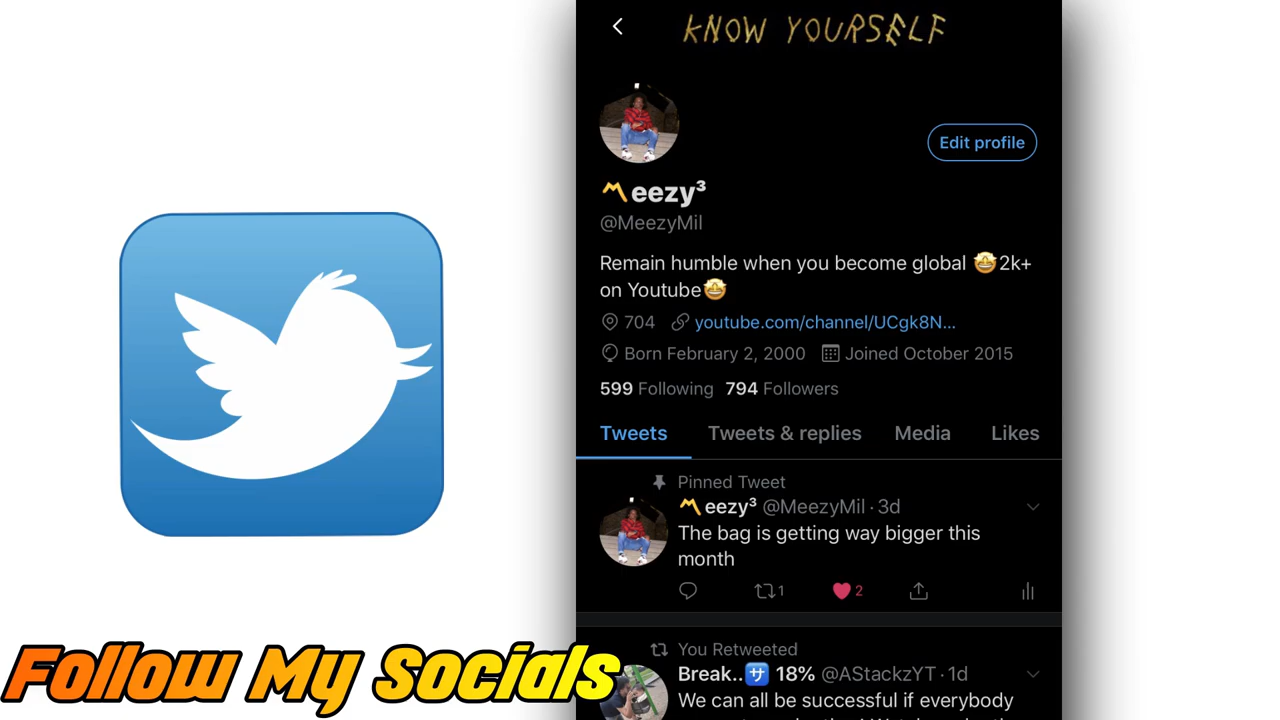 KNOW YOURSELF
Edit profile
〽️eezy³
@MeezyMil
Remain humble when you become global 🤩2k+
on Youtube🤩
704 youtube.com/channel/UCgk8N...
Born February 2, 2000 Joined October 2015
599 Following 794 Followers
Tweets Tweets & replies Media Likes
Pinned Tweet
〽️eezy³ @MeezyMil · 3d
The bag is getting way bigger this
month
1 2
You Retweeted
Break..🈂️ 18% @AStackzYT · 1d
We can all be successful if everybody
Follow My Socials